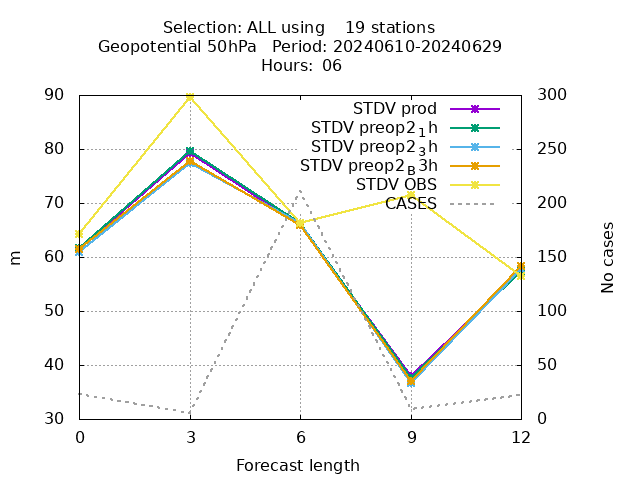 Selection: ALL using    19 stations
Geopotential 50hPa   Period: 20240610-20240629
Hours: 06
STDV prod
STDV preop2₁h
STDV preop2₃h
STDV preop2_B3h
STDV OBS
CASES
90
80
70
60
50
40
30
m
300
250
200
150
100
50
0
No cases
0 3 6 9 12
Forecast length